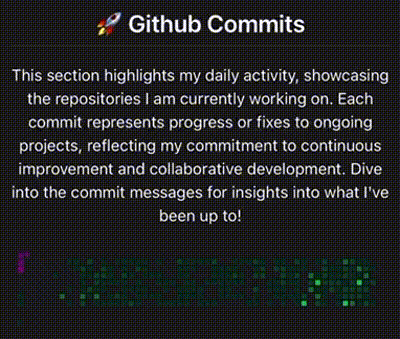 🚀 Github Commits
This section highlights my daily activity, showcasing
the repositories I am currently working on. Each
commit represents progress or fixes to ongoing
projects, reflecting my commitment to continuous
improvement and collaborative development. Dive
into the commit messages for insights into what I've
been up to!